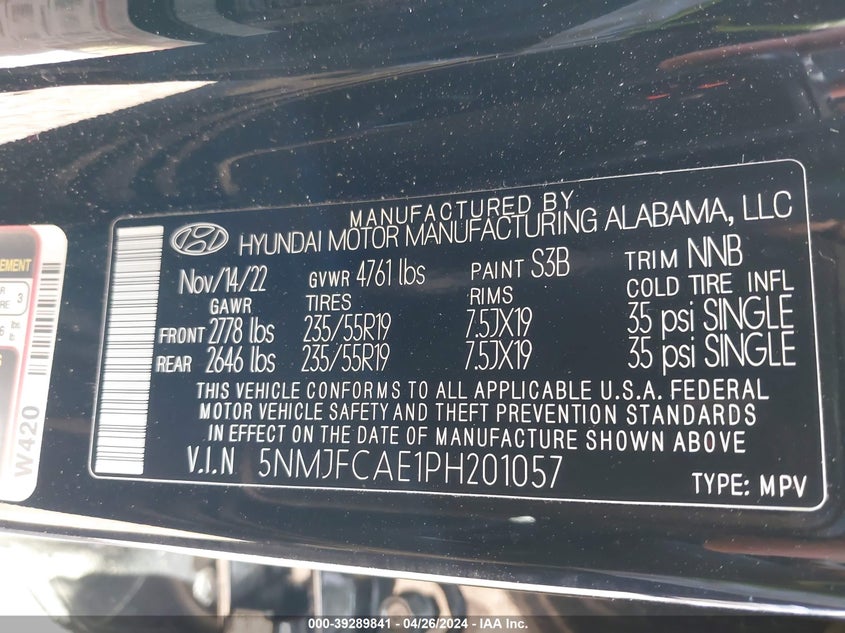 MANUFACTURED BY
HYUNDAI MOTOR MANUFACTURING ALABAMA, LLC
Nov/14/22 GVWR 4761 lbs PAINT S3B TRIM NNB
GAWR TIRES RIMS COLD TIRE INFL
FRONT 2778 lbs 235/55R19 7.5JX19 35 psi SINGLE
REAR 2646 lbs 235/55R19 7.5JX19 35 psi SINGLE
THIS VEHICLE CONFORMS TO ALL APPLICABLE U.S.A. FEDERAL
MOTOR VEHICLE SAFETY AND THEFT PREVENTION STANDARDS
IN EFFECT ON THE DATE OF MANUFACTURE SHOWN ABOVE
V.I.N 5NMJFCAE1PH201057 TYPE: MPV
W420
000-39289841 - 04/26/2024 - IAA Inc.